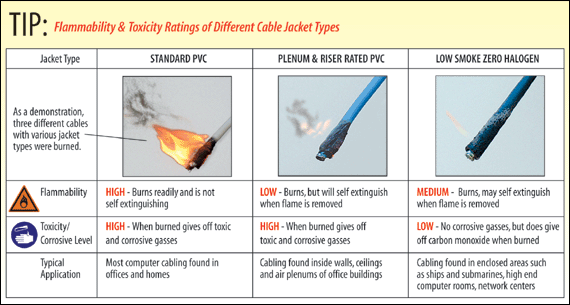 TIP: Flammability & Toxicity Ratings of Different Cable Jacket Types
Jacket Type
STANDARD PVC
PLENUM & RISER RATED PVC
LOW SMOKE ZERO HALOGEN
As a demonstration,
three different cables
with various jacket
types were burned.
Flammability
HIGH - Burns readily and is not
self extinguishing
LOW - Burns, but will self extinguish
when flame is removed
MEDIUM - Burns, may self extinguish
when flame is removed
Toxicity/
Corrosive Level
HIGH - When burned gives off toxic
and corrosive gasses
HIGH - When burned gives off
toxic and corrosive gasses
LOW - No corrosive gasses, but does give
off carbon monoxide when burned
Typical
Application
Most computer cabling found in
offices and homes
Cabling found inside walls, ceilings
and air plenums of office buildings
Cabling found in enclosed areas such
as ships and submarines, high end
computer rooms, network centers